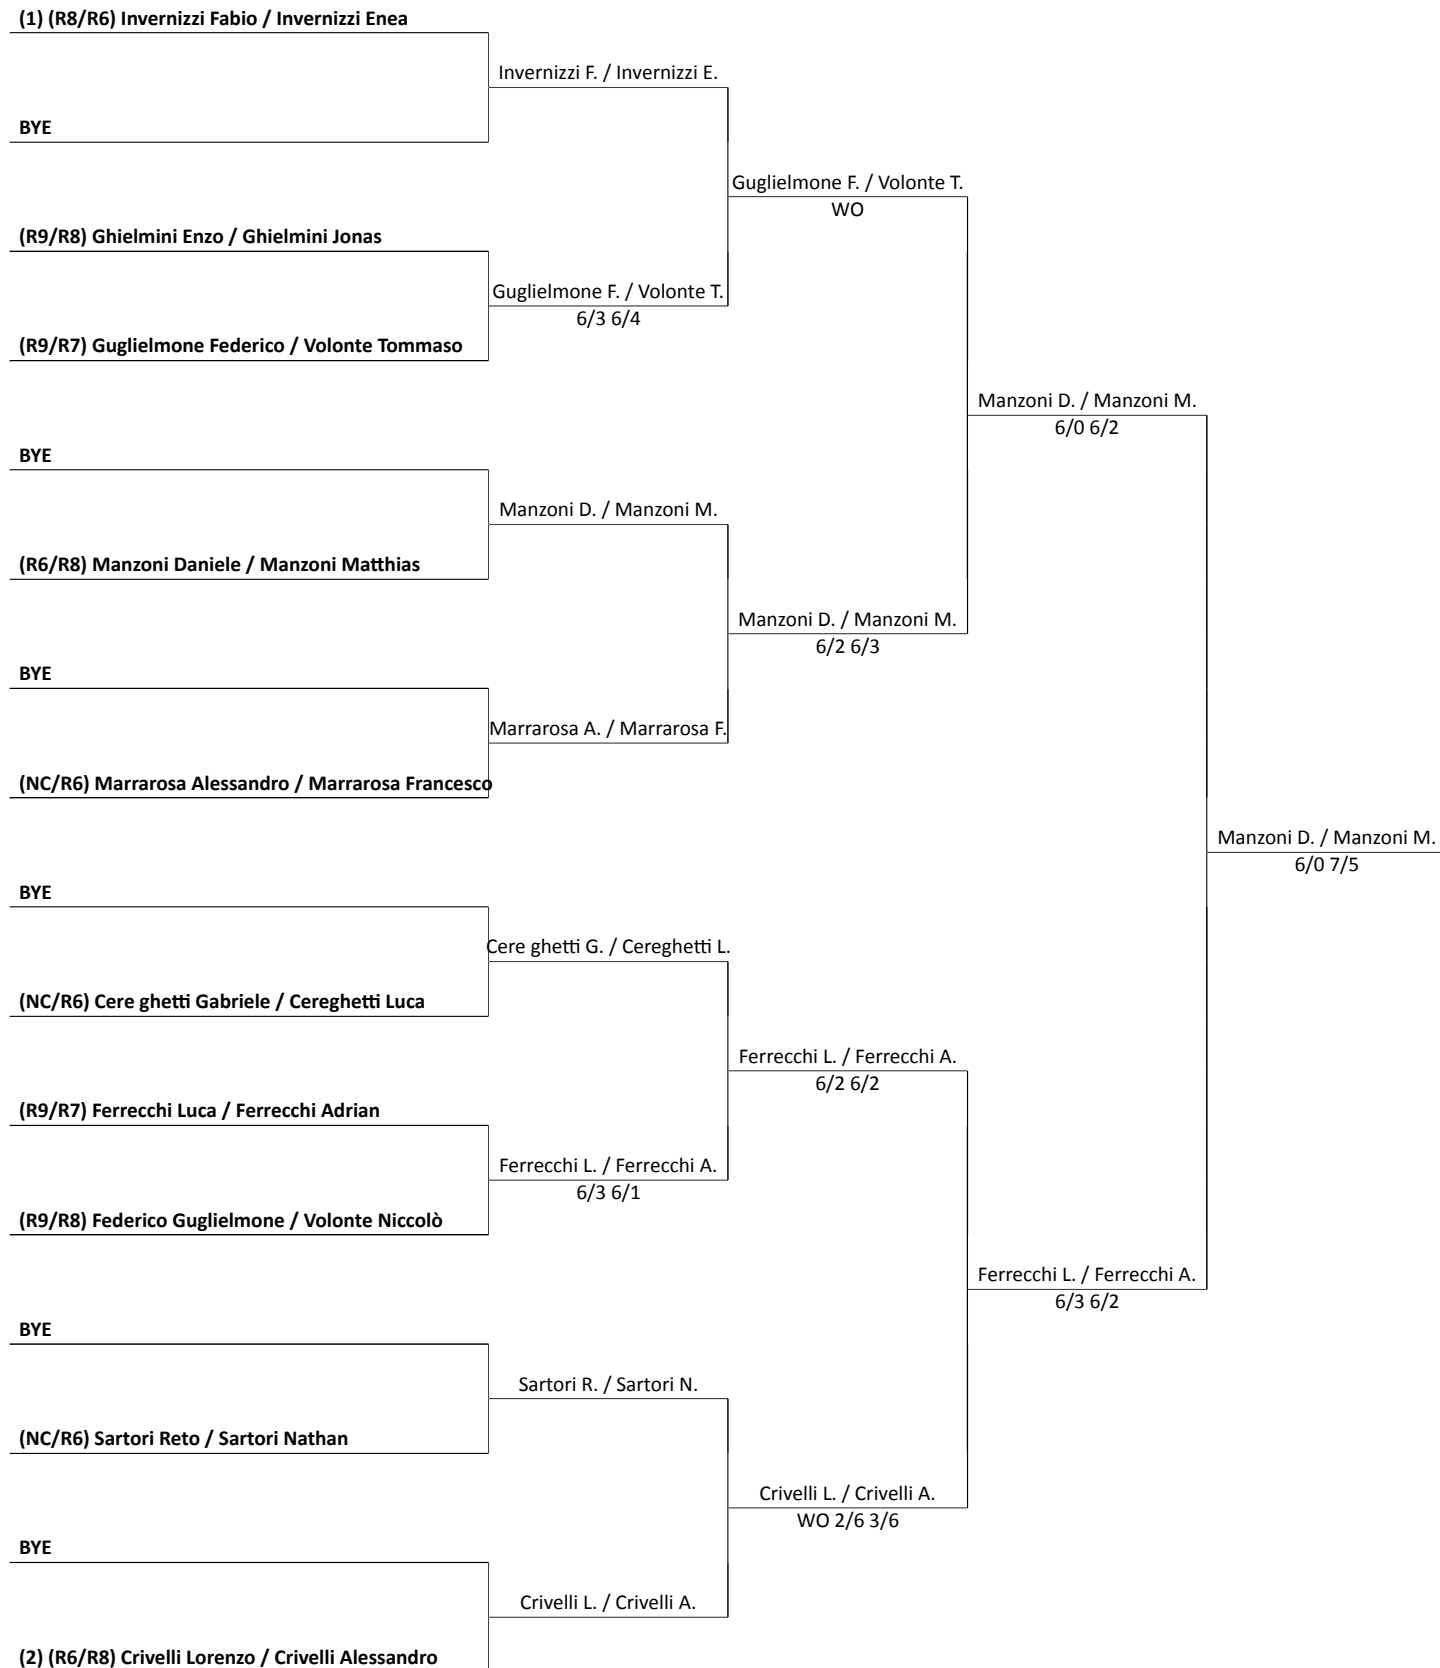 (1) (R8/R6) Invernizzi Fabio / Invernizzi Enea
Invernizzi F. / Invernizzi E.
BYE
Guglielmone F. / Volonte T.
WO
(R9/R8) Ghielmini Enzo / Ghielmini Jonas
Guglielmone F. / Volonte T.
6/3 6/4
(R9/R7) Guglielmone Federico / Volonte Tommaso
Manzoni D. / Manzoni M.
6/0 6/2
BYE
Manzoni D. / Manzoni M.
(R6/R8) Manzoni Daniele / Manzoni Matthias
Manzoni D. / Manzoni M.
6/2 6/3
BYE
Marrarosa A. / Marrarosa F.
(NC/R6) Marrarosa Alessandro / Marrarosa Francesco
Manzoni D. / Manzoni M.
6/0 7/5
BYE
Cere ghetti G. / Cereghetti L.
(NC/R6) Cere ghetti Gabriele / Cereghetti Luca
Ferrecchi L. / Ferrecchi A.
6/2 6/2
(R9/R7) Ferrecchi Luca / Ferrecchi Adrian
Ferrecchi L. / Ferrecchi A.
6/3 6/1
(R9/R8) Federico Guglielmone / Volonte Niccolò
Ferrecchi L. / Ferrecchi A.
6/3 6/2
BYE
Sartori R. / Sartori N.
(NC/R6) Sartori Reto / Sartori Nathan
Crivelli L. / Crivelli A.
WO 2/6 3/6
BYE
Crivelli L. / Crivelli A.
(2) (R6/R8) Crivelli Lorenzo / Crivelli Alessandro